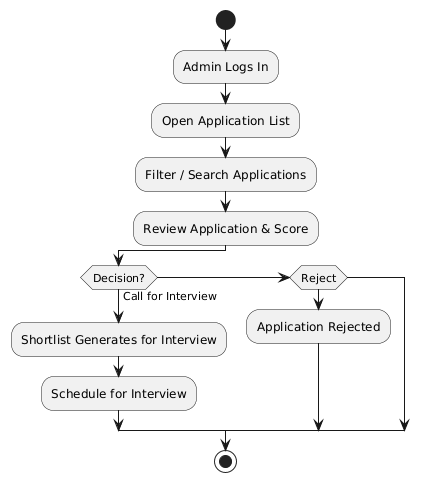 Admin Logs In
Open Application List
Filter / Search Applications
Review Application & Score
Decision?
Reject
Call for Interview
Shortlist Generates for Interview
Application Rejected
Schedule for Interview